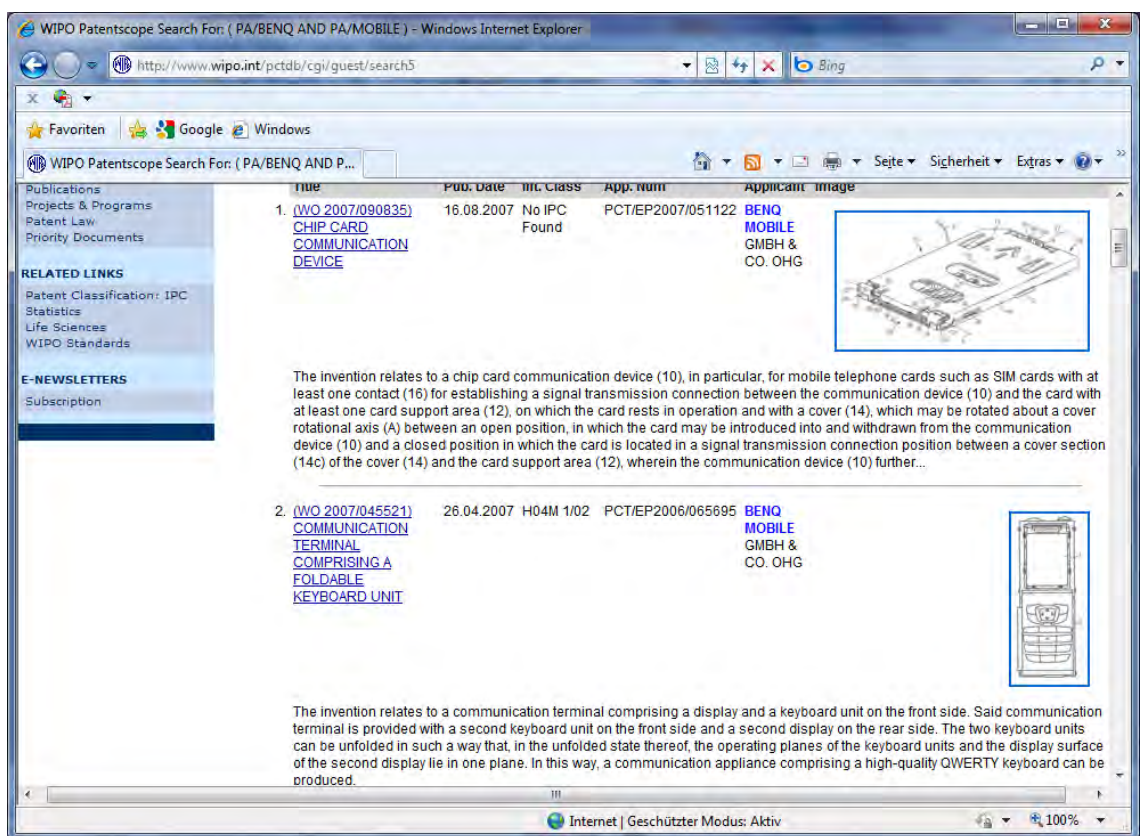 WIPO Patentscope Search For: ( PA/BENQ AND PA/MOBILE ) - Windows Internet Explorer
http://www.wipo.int/pctdb/cgi/guest/search5
Bing
x
Favoriten Google Windows
WIPO Patentscope Search For: ( PA/BENQ AND P... Seite Sicherheit Extras
Publications
Projects & Programs
Patent Law
Priority Documents
RELATED LINKS
Patent Classification: IPC
Statistics
Life Sciences
WIPO Standards
E-NEWSLETTERS
Subscription
Title Pub. Date Int. Class App. Num Applicant Image
1. (WO 2007/090835) 16.08.2007 No IPC PCT/EP2007/051122 BENQ
CHIP CARD Found MOBILE
COMMUNICATION GMBH &
DEVICE CO. OHG
The invention relates to a chip card communication device (10), in particular, for mobile telephone cards such as SIM cards with at
least one contact (16) for establishing a signal transmission connection between the communication device (10) and the card with
at least one card support area (12), on which the card rests in operation and with a cover (14), which may be rotated about a cover
rotational axis (A) between an open position, in which the card may be introduced into and withdrawn from the communication
device (10) and a closed position in which the card is located in a signal transmission connection position between a cover section
(14c) of the cover (14) and the card support area (12), wherein the communication device (10) further...
2. (WO 2007/045521) 26.04.2007 H04M 1/02 PCT/EP2006/065695 BENQ
COMMUNICATION MOBILE
TERMINAL GMBH &
COMPRISING A CO. OHG
FOLDABLE
KEYBOARD UNIT
The invention relates to a communication terminal comprising a display and a keyboard unit on the front side. Said communication
terminal is provided with a second keyboard unit on the front side and a second display on the rear side. The two keyboard units
can be unfolded in such a way that, in the unfolded state thereof, the operating planes of the keyboard units and the display surface
of the second display lie in one plane. In this way, a communication appliance comprising a high-quality QWERTY keyboard can be
produced.
Internet | Geschützter Modus: Aktiv 100%